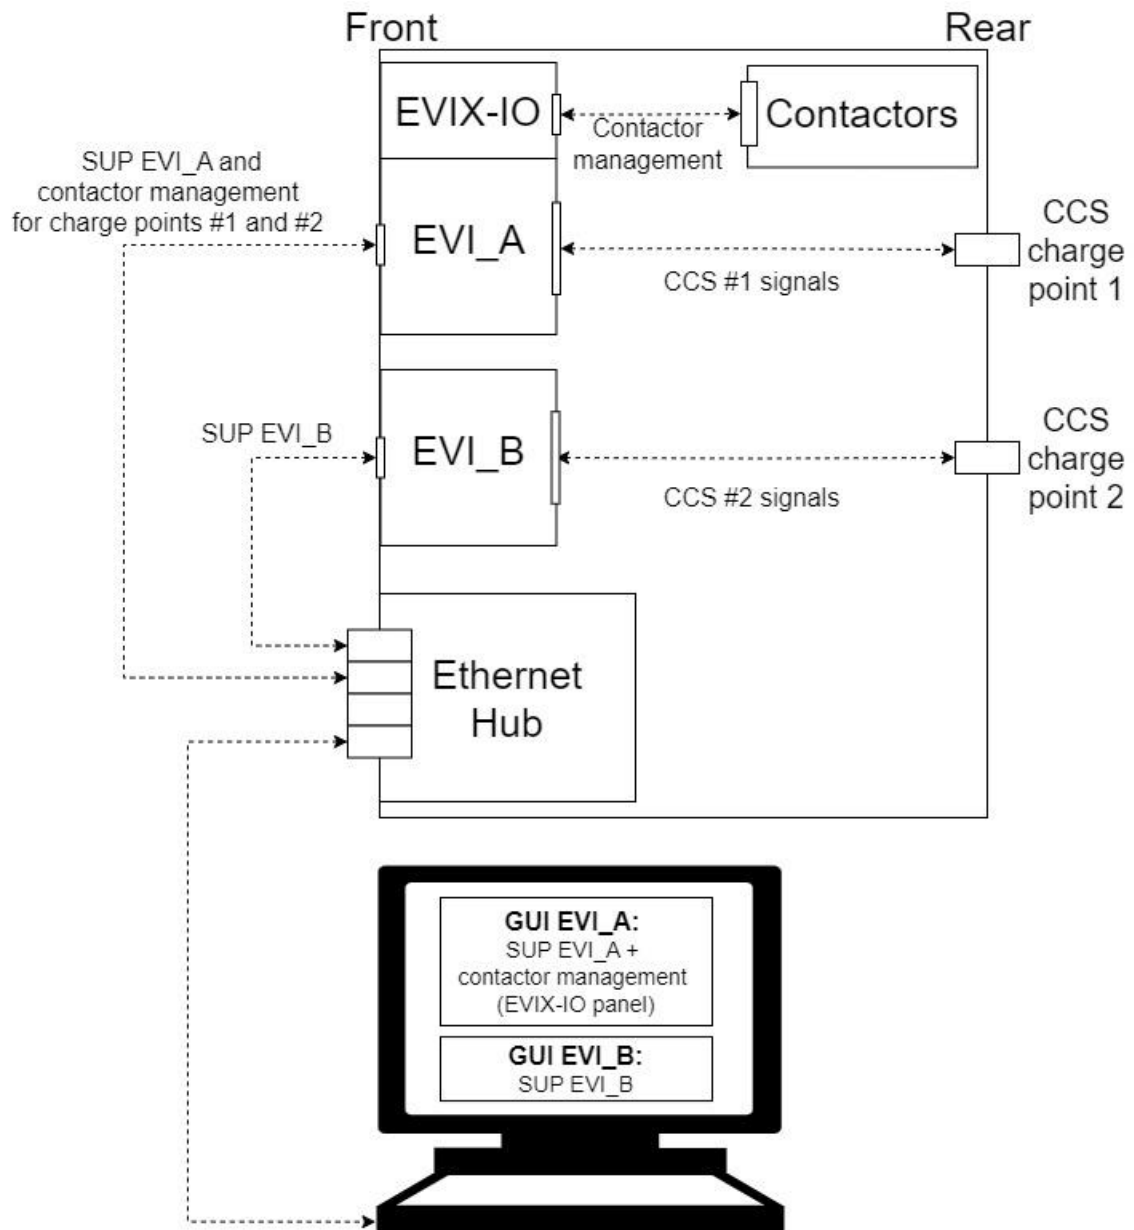 Front
Rear
EVIX-IO
Contactor
management
Contactors
SUP EVI_A and
contactor management
for charge points #1 and #2
EVI_A
CCS #1 signals
CCS
charge
point 1
SUP EVI_B
EVI_B
CCS #2 signals
CCS
charge
point 2
Ethernet
Hub
GUI EVI_A:
SUP EVI_A +
contactor management
(EVIX-IO panel)
GUI EVI_B:
SUP EVI_B